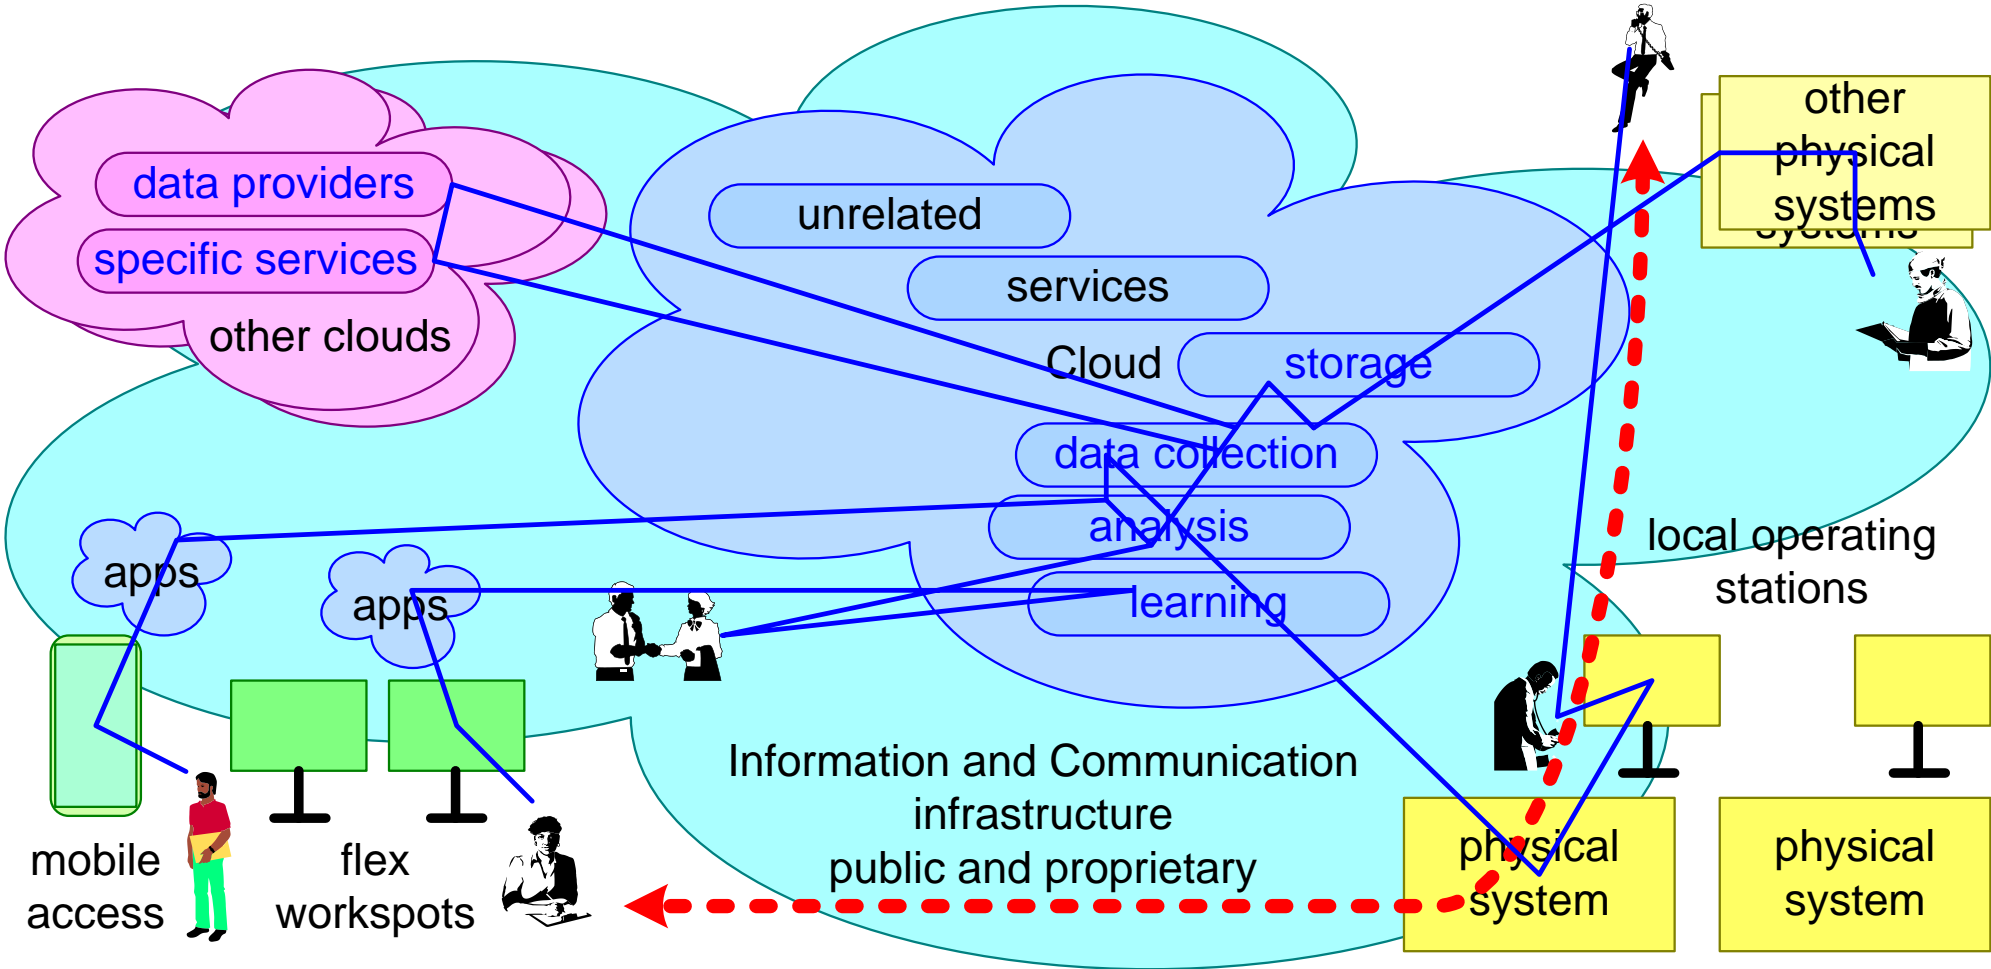 other
physical
systems
systems
data providers
specific services
other clouds
unrelated
services
Cloud
storage
data collection
analysis
learning
apps
apps
local operating
stations
Information and Communication
infrastructure
public and proprietary
mobile
access
flex
workspots
physical
system
physical
system